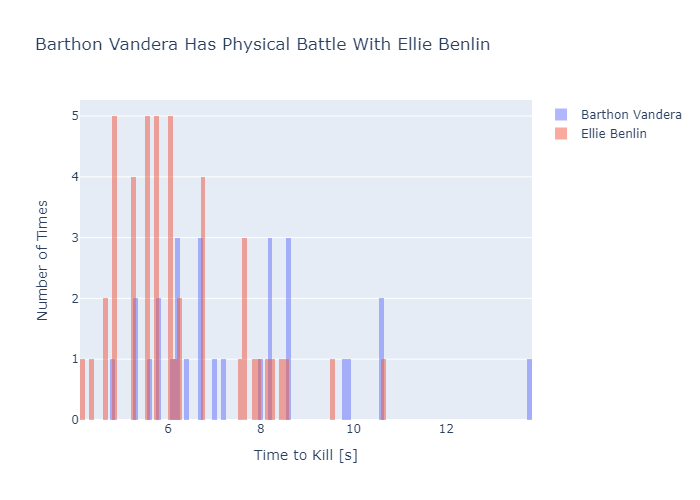 Barthon Vandera Has Physical Battle With Ellie Benlin
Barthon Vandera
Ellie Benlin
5
4
3
2
1
0
Number of Times
6 8 10 12
Time to Kill [s]